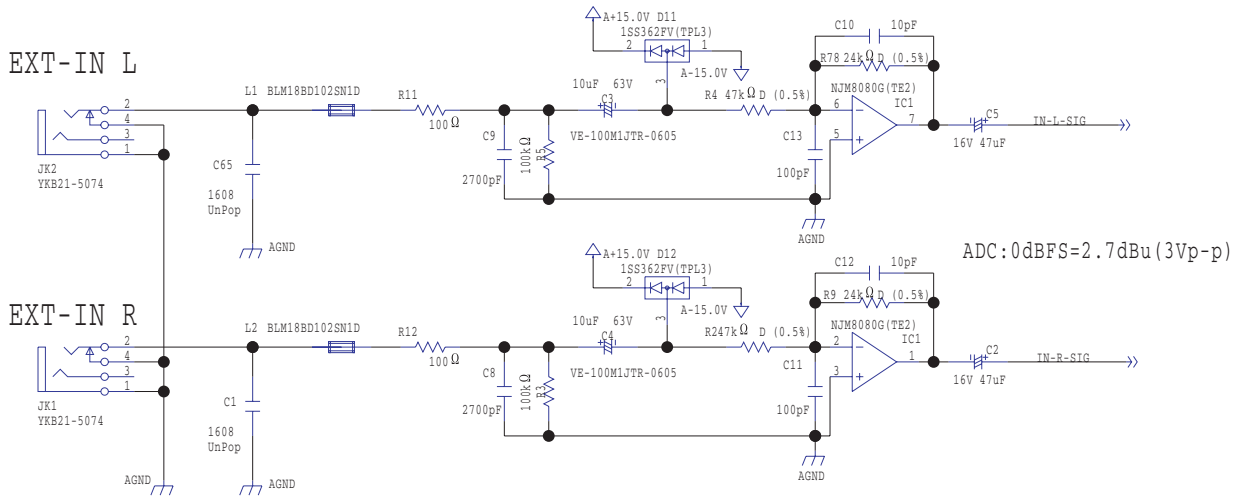 EXT-IN L
2
4
3
1
JK2
YKB21-5074
L1 BLM18BD102SN1D
C65
1608
UnPop
AGND
R11
100Ω
C9
2700pF
100kΩ
R5
10uF 63V
C3
VE-100M1JTR-0605
A+15.0V D11
1SS362FV(TPL3)
2
1
3
A-15.0V
R4 47kΩ D (0.5%)
C13
100pF
AGND
C10 10pF
R78 24kΩ D (0.5%)
NJM8080G(TE2)
IC1
6
7
5
C5
16V 47uF
IN-L-SIG
ADC:0dBFS=2.7dBu(3Vp-p)
EXT-IN R
2
4
3
1
JK1
YKB21-5074
AGND
L2 BLM18BD102SN1D
C1
1608
UnPop
AGND
R12
100Ω
C8
2700pF
100kΩ
R3
10uF 63V
C4
VE-100M1JTR-0605
A+15.0V D12
1SS362FV(TPL3)
2
1
3
A-15.0V
R247kΩ D (0.5%)
C11
100pF
AGND
C12 10pF
R9 24kΩ D (0.5%)
NJM8080G(TE2)
IC1
2
1
3
C2
16V 47uF
IN-R-SIG